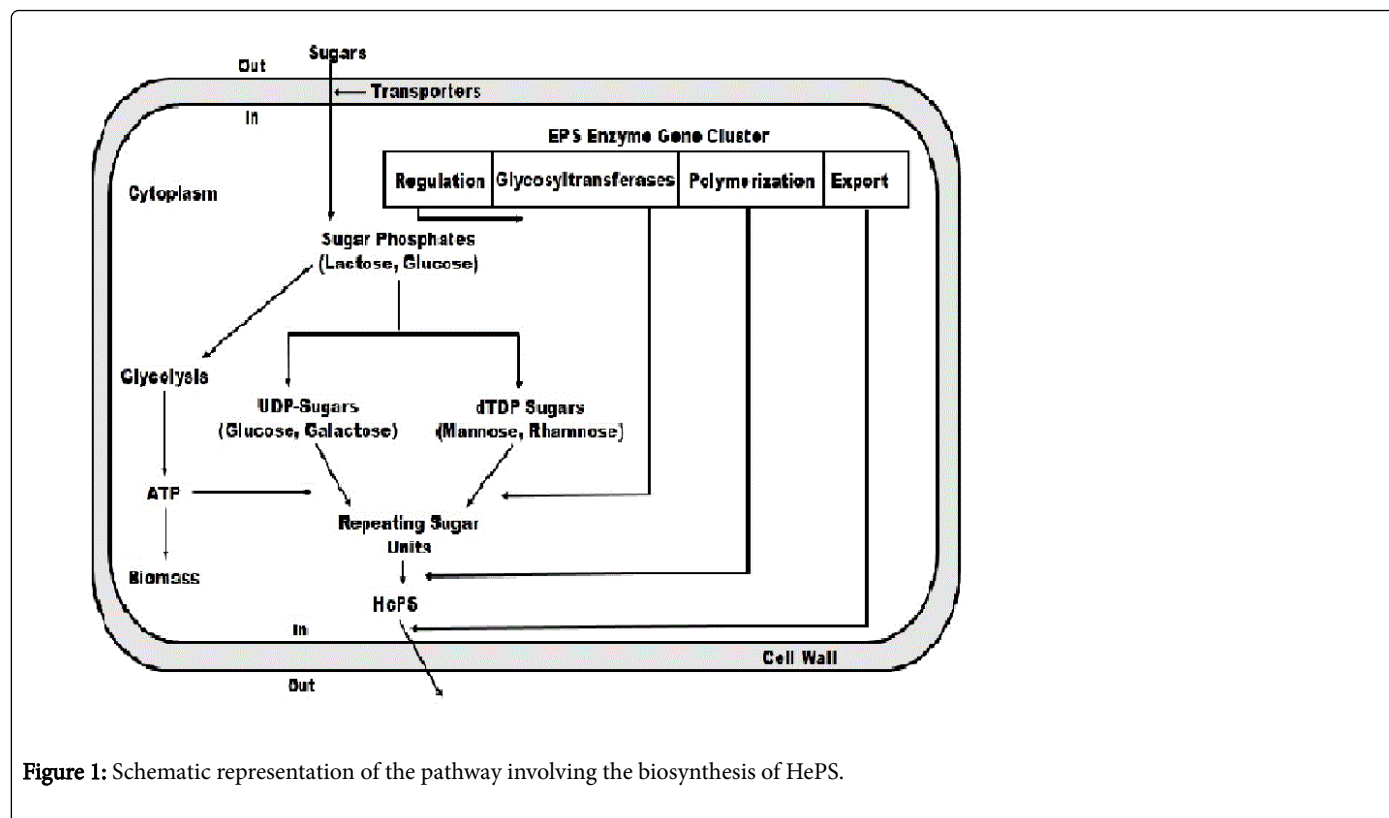 Sugars
Out
Transporters
In
EPS Enzyme Gene Cluster
Regulation Glycosyltransferases Polymerization Export
Cytoplasm
Sugar Phosphates
(Lactose, Glucose)
Glycolysis
UDP-Sugars
(Glucose, Galactose)
dTDP Sugars
(Mannose, Rhamnose)
ATP
Repeating Sugar
Units
Biomass
HePS
In
Cell Wall
Out
Figure 1: Schematic representation of the pathway involving the biosynthesis of HePS.